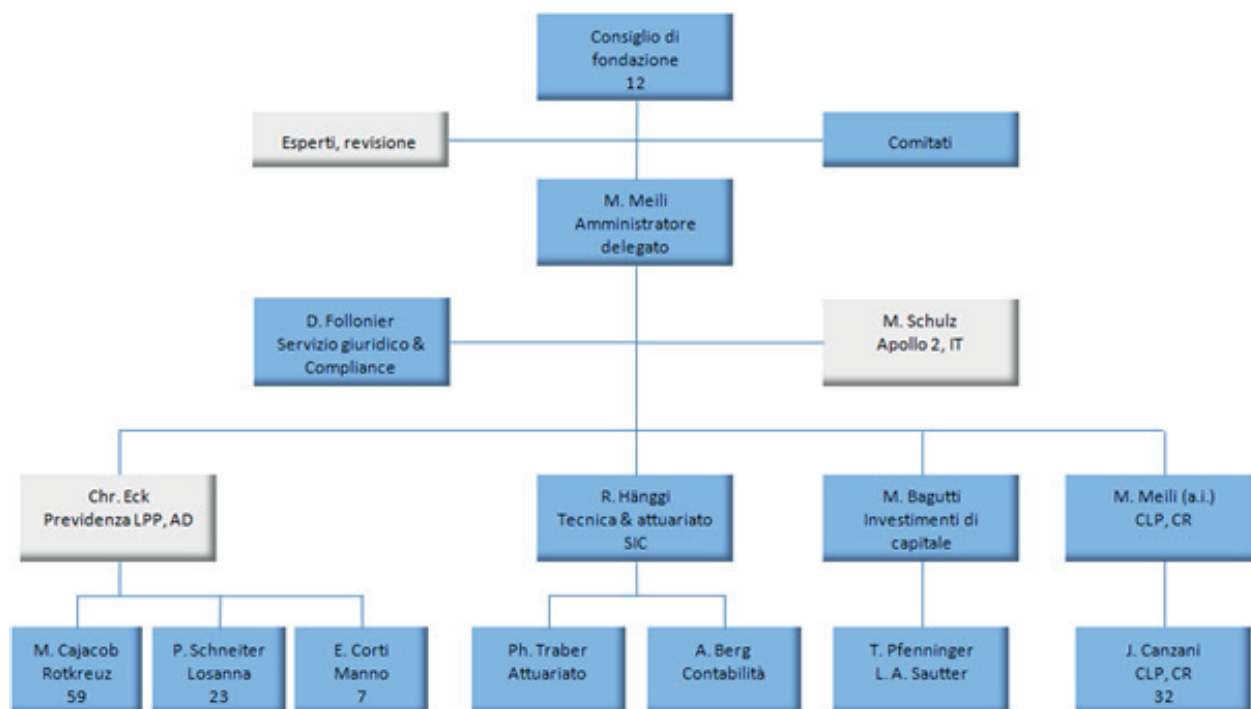 Consiglio di
fondazione
12
Esperti, revisione
Comitati
M. Meili
Amministratore
delegato
D. Follonier
Servizio giuridico &
Compliance
M. Schulz
Apollo 2, IT
Chr. Eck
Previdenza LPP, AD
R. Hänggi
Tecnica & attuariato
SIC
M. Bagutti
Investimenti di
capitale
M. Meili (a.i.)
CLP, CR
M. Cajacob
Rotkreuz
59
P. Schneiter
Losanna
23
E. Corti
Manno
7
Ph. Traber
Attuariato
A. Berg
Contabilità
T. Pfenninger
L. A. Sautter
J. Canzani
CLP, CR
32